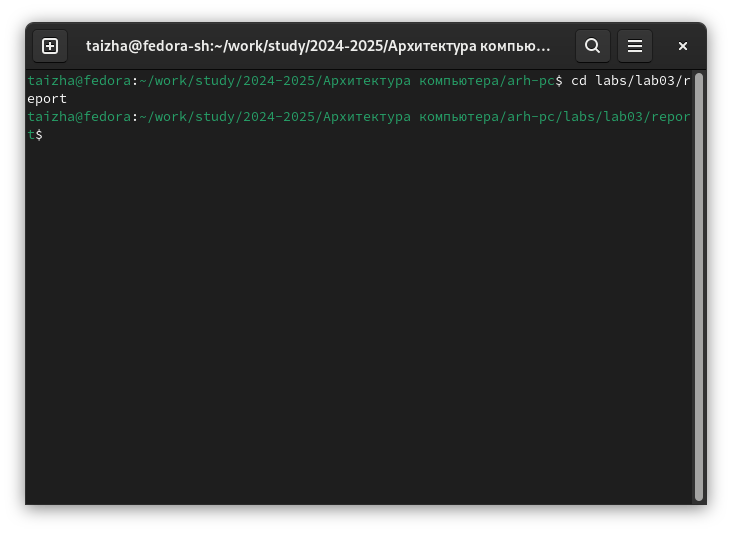 taizha@fedora-sh:~/work/study/2024-2025/Архитектура компью...
taizha@fedora:~/work/study/2024-2025/Архитектура компьютера/arh-pc$ cd labs/lab03/r
eport
taizha@fedora:~/work/study/2024-2025/Архитектура компьютера/arh-pc/labs/lab03/repor
t$